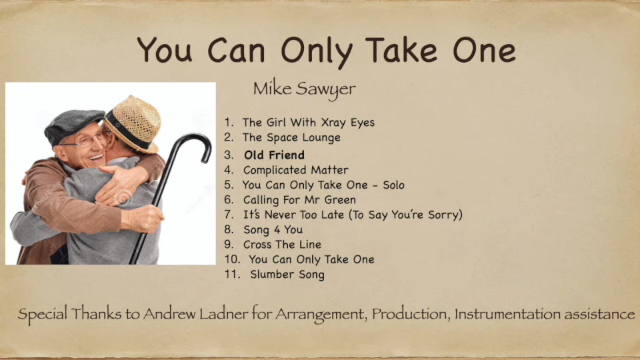 You Can Only Take One
Mike Sawyer
1. The Girl With Xray Eyes
2. The Space Lounge
3. Old Friend
4. Complicated Matter
5. You Can Only Take One - Solo
6. Calling For Mr Green
7. It's Never Too Late (To Say You're Sorry)
8. Song 4 You
9. Cross The Line
10. You Can Only Take One
11. Slumber Song
Special Thanks to Andrew Ladner for Arrangement, Production, Instrumentation assistance